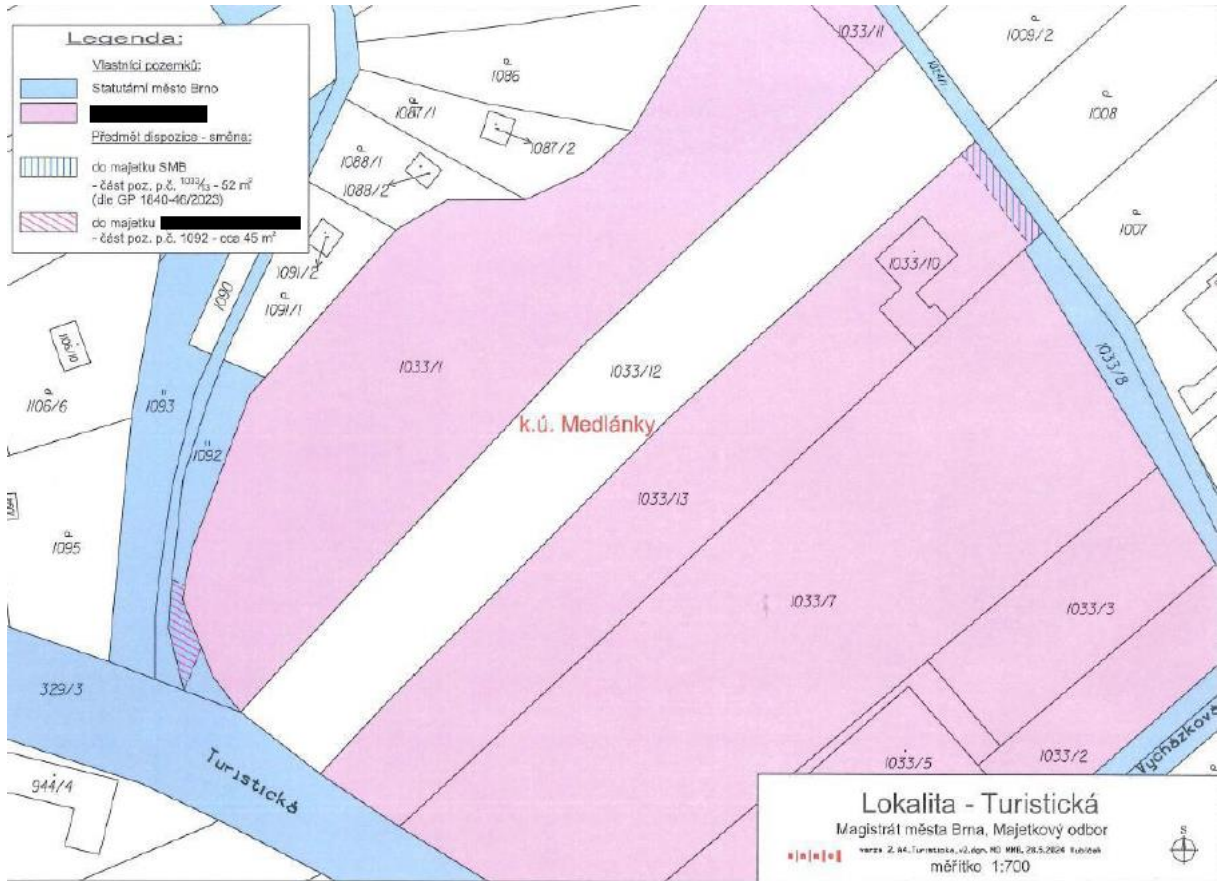 Legenda:
Vlastníci pozemků:
Statutární město Brno
Předmět dispozice - směna:
do majetku SMB
- část poz. p.č. 1033/13 - 52 m²
(dle GP 1840-46/2023)
do majetku
- část poz. p.č. 1092 - cca 45 m²
1086
1087/1
1087/2
1088/1
1088/2
1091/2
1091/1
1090
1033/11
1009/2
1008
1007
1033/10
1033/8
1033/1
1033/12
k.ú. Medlánky
1033/13
1033/7
1033/3
1033/2
1033/5
1106/6
1093
1092
1095
329/3
944/4
Turistická
Vycházková
Lokalita - Turistická
Magistrát města Brna, Majetkový odbor
měřítko 1:700
S